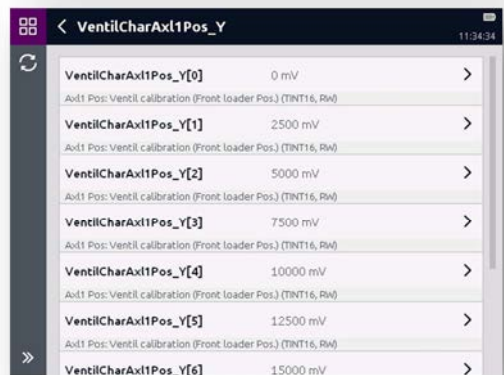 VentilCharAxl1Pos_Y
11:34:34
VentilCharAxl1Pos_Y[0] 0 mV
Axl1 Pos: Ventil calibration (Front loader Pos.) (TINT16, RW)
VentilCharAxl1Pos_Y[1] 2500 mV
Axl1 Pos: Ventil calibration (Front loader Pos.) (TINT16, RW)
VentilCharAxl1Pos_Y[2] 5000 mV
Axl1 Pos: Ventil calibration (Front loader Pos.) (TINT16, RW)
VentilCharAxl1Pos_Y[3] 7500 mV
Axl1 Pos: Ventil calibration (Front loader Pos.) (TINT16, RW)
VentilCharAxl1Pos_Y[4] 10000 mV
Axl1 Pos: Ventil calibration (Front loader Pos.) (TINT16, RW)
VentilCharAxl1Pos_Y[5] 12500 mV
Axl1 Pos: Ventil calibration (Front loader Pos.) (TINT16, RW)
VentilCharAxl1Pos_Y[6] 15000 mV